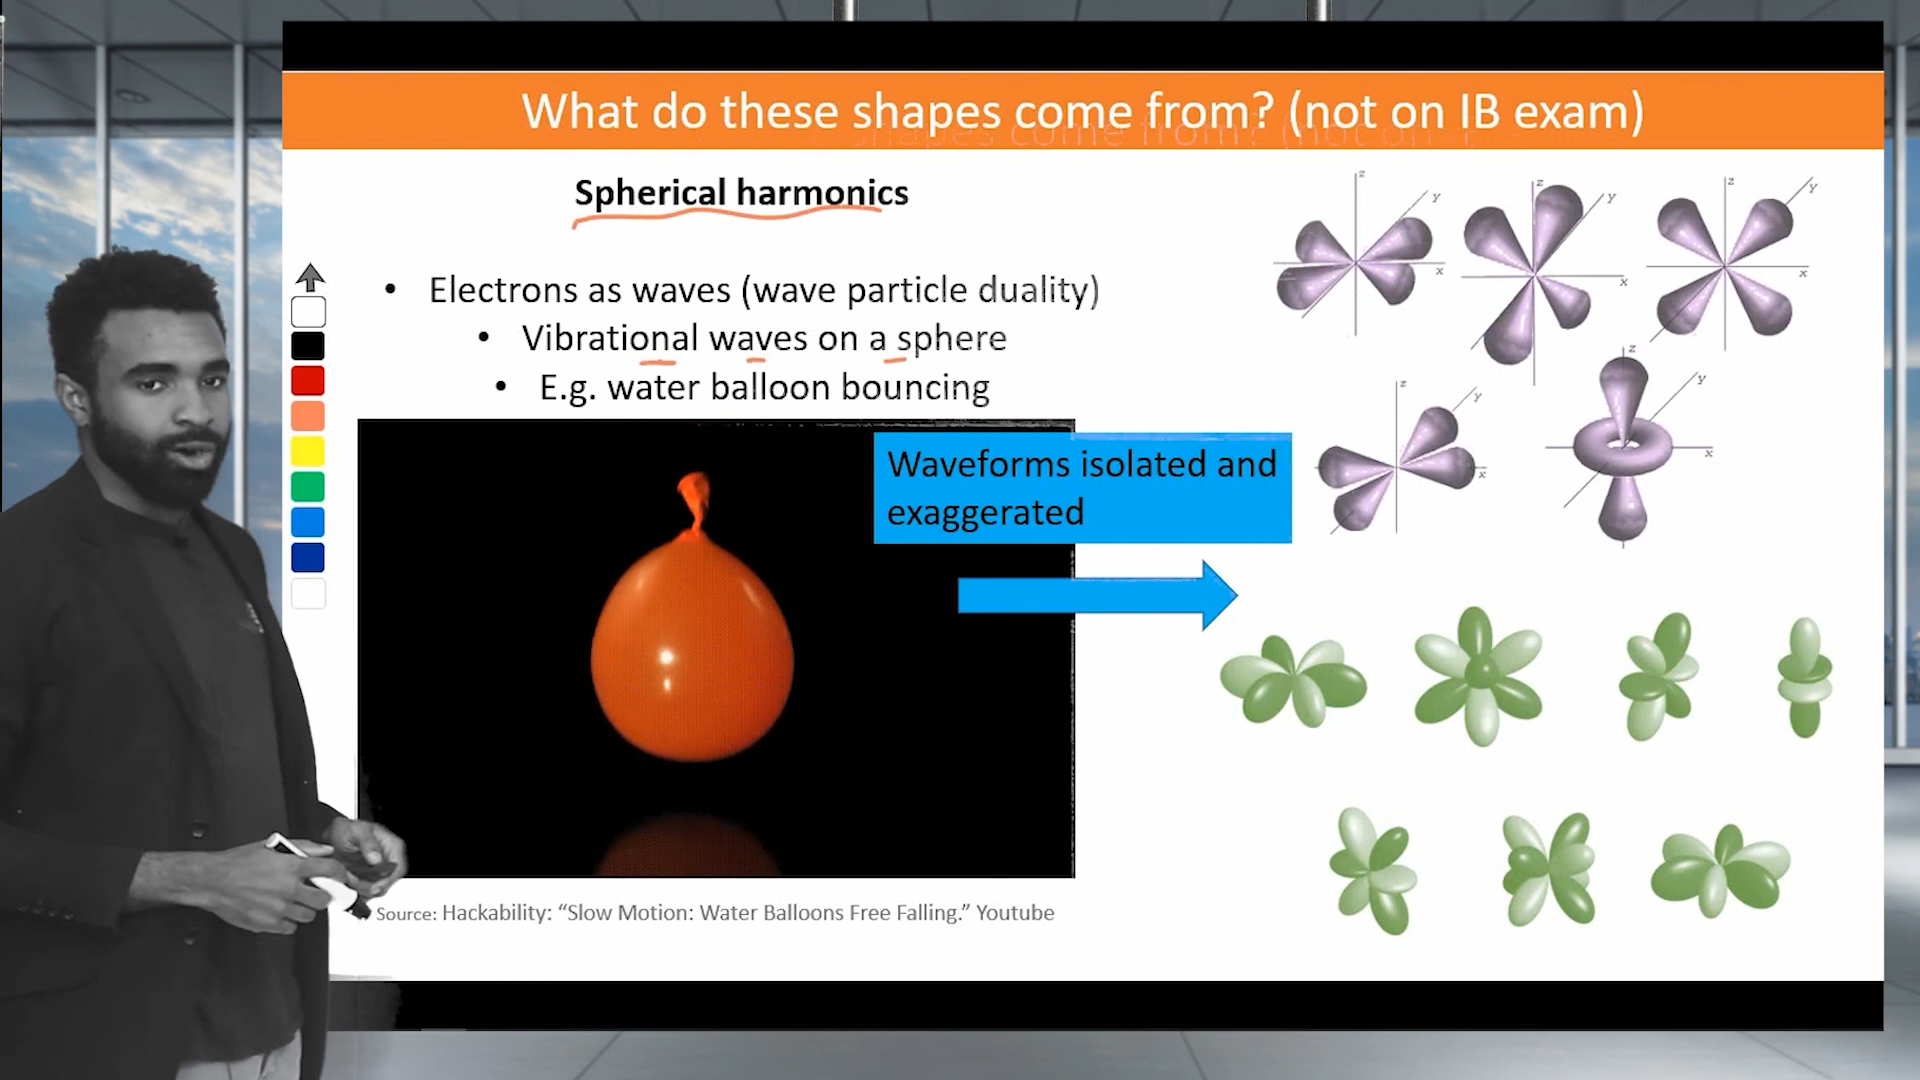 What do these shapes come from? (not on IB exam)
Spherical harmonics
• Electrons as waves (wave particle duality)
• Vibrational waves on a sphere
• E.g. water balloon bouncing
Waveforms isolated and
exaggerated
Source: Hackability: “Slow Motion: Water Balloons Free Falling.” Youtube
z
y
x
z
y
x
z
y
x
z
y
x
z
y
x